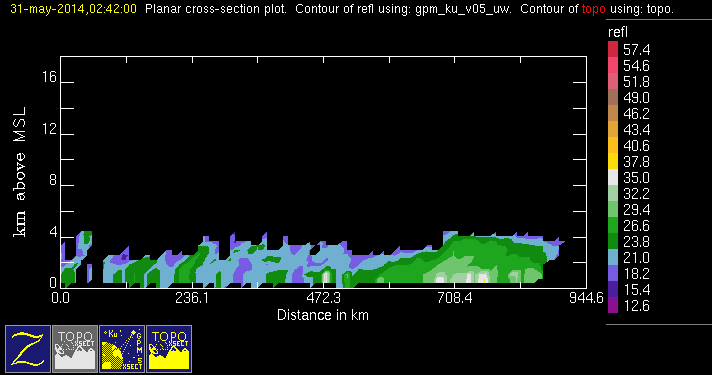 31-may-2014,02:42:00 Planar cross-section plot. Contour of refl using: gpm_ku_v05_uw. Contour of topo using: topo.
refl
57.4
54.6
51.8
49.0
46.2
43.4
40.6
37.8
35.0
32.2
29.4
26.6
23.8
21.0
18.2
15.4
12.6
km above MSL
16
12
8
4
0
0.0 236.1 472.3 708.4 944.6
Distance in km
Z
TOPO XSECT
"Ku" GPM XSECT
TOPO XSECT